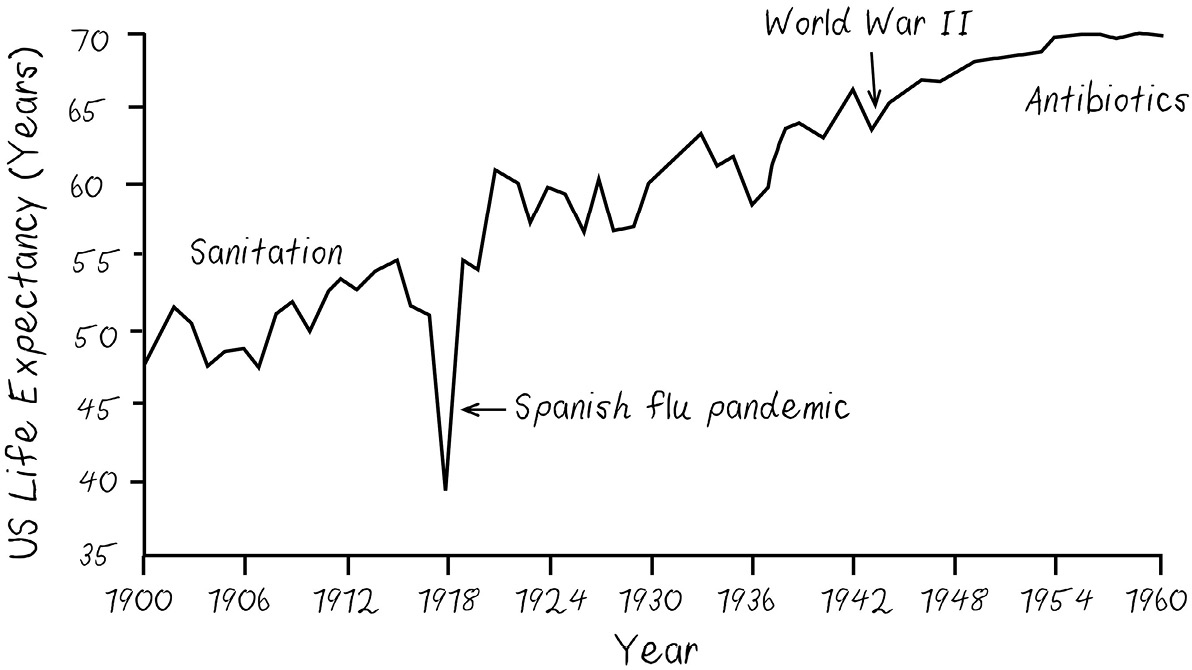 World War II
70
65
60
55
50
45
40
35
US Life Expectancy (Years)
Antibiotics
Sanitation
Spanish flu pandemic
1900 1906 1912 1918 1924 1930 1936 1942 1948 1954 1960
Year